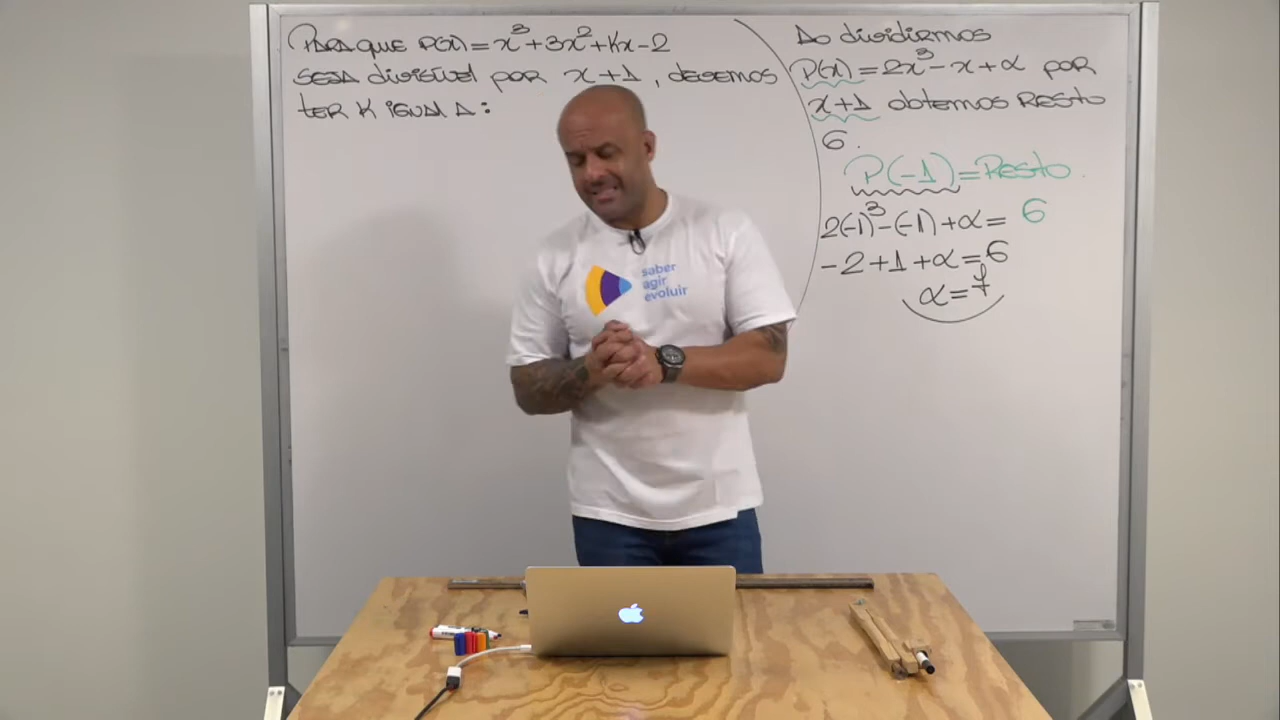 PARA QUE P(x) = x³ + 3x² + Kx - 2
SEJA divisível por x + 1, devemos
ter K igual A:
Ao dividirmos
P(x) = 2x³ - x + α por
x + 1 obtemos Resto
6.
P(-1) = Resto.
2(-1)³ - (-1) + α = 6
-2 + 1 + α = 6
α = 7
saber
agir
evoluir